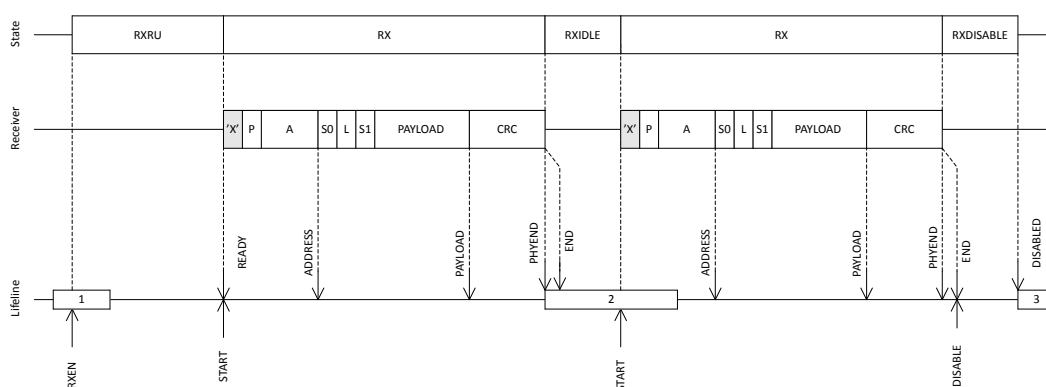 State
RXRU
RX
RXIDLE
RX
RXDISABLE
Receiver
'X'
P
A
S0
L
S1
PAYLOAD
CRC
'X'
P
A
S0
L
S1
PAYLOAD
CRC
READY
ADDRESS
PAYLOAD
PHYEND
END
ADDRESS
PAYLOAD
PHYEND
END
DISABLED
Lifeline
1
2
3
RXEN
START
START
DISABLE